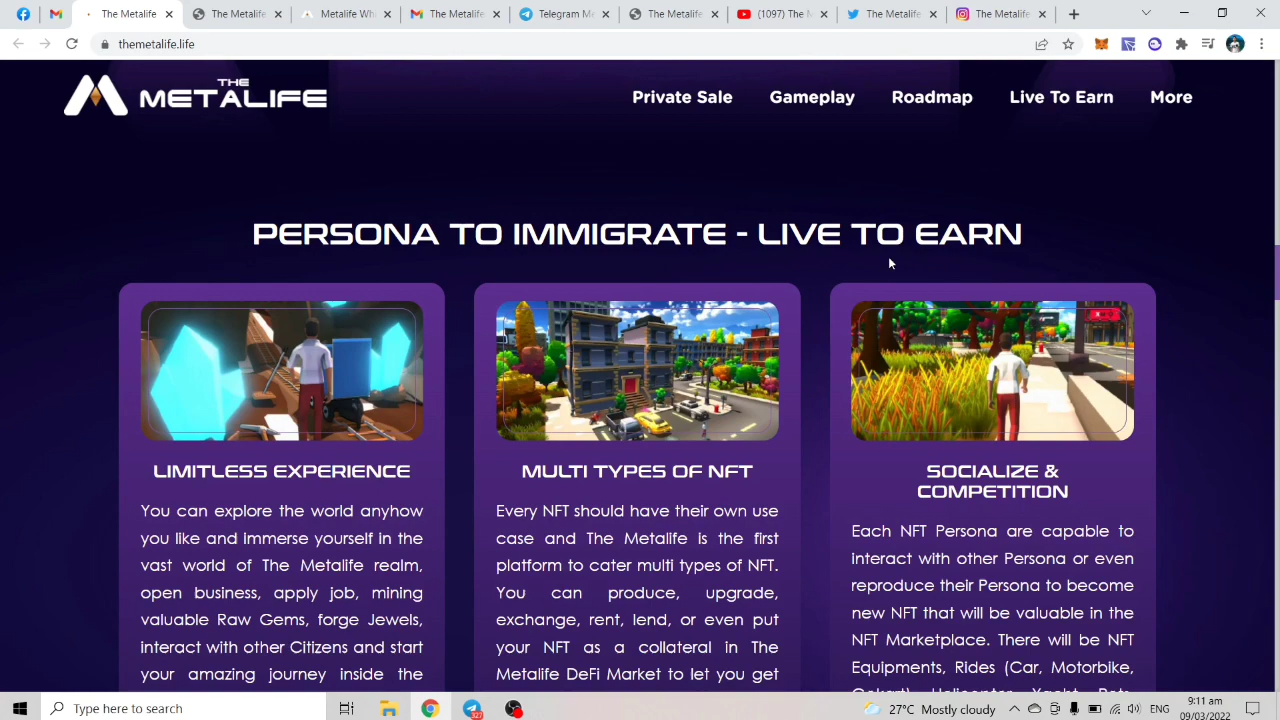 The Metalife
The Metalife
Metalife Wh
The Metalife
Telegram Me
The Metalife
(1097) The M
The Metalife
The Metalife
themetalife.life
THE
METALIFE
Private Sale
Gameplay
Roadmap
Live To Earn
More
PERSONA TO IMMIGRATE - LIVE TO EARN
LIMITLESS EXPERIENCE
You can explore the world anyhow
you like and immerse yourself in the
vast world of The Metalife realm,
open business, apply job, mining
valuable Raw Gems, forge Jewels,
interact with other Citizens and start
your amazing journey inside the
MULTI TYPES OF NFT
Every NFT should have their own use
case and The Metalife is the first
platform to cater multi types of NFT.
You can produce, upgrade,
exchange, rent, lend, or even put
your NFT as a collateral in The
Metalife DeFi Market to let you get
SOCIALIZE &
COMPETITION
Each NFT Persona are capable to
interact with other Persona or even
reproduce their Persona to become
new NFT that will be valuable in the
NFT Marketplace. There will be NFT
Equipments, Rides (Car, Motorbike,
Gokart), Helicopter, Yacht, Pets,
Type here to search
327
27°C Mostly cloudy
ENG
9:11 am
09/03/2022